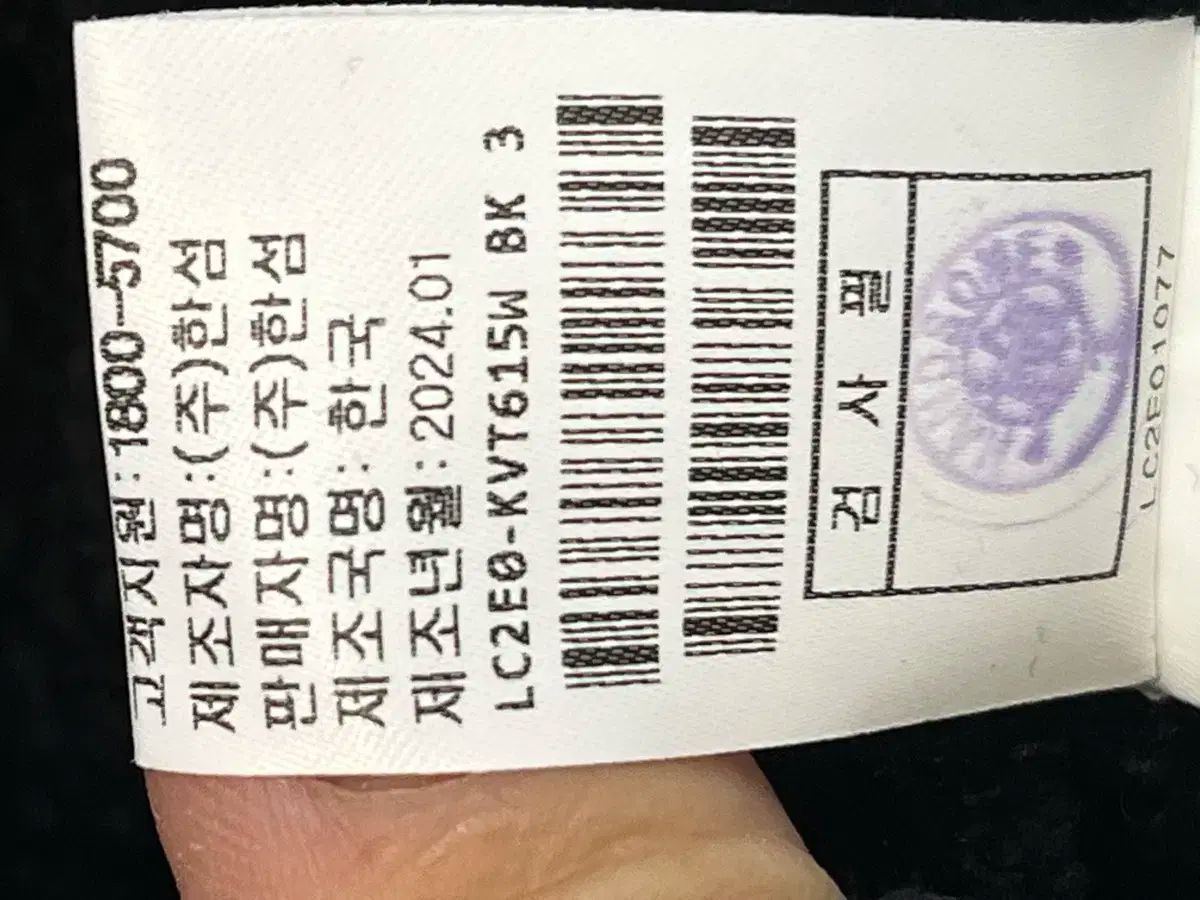 고객지원:1800-5700
제조자명:(주)한섬
판매자명:(주)한섬
제조국명:한국
제조년월:2024.01
LC2E0-KVT615W BK 3
검사필
LC2E01077